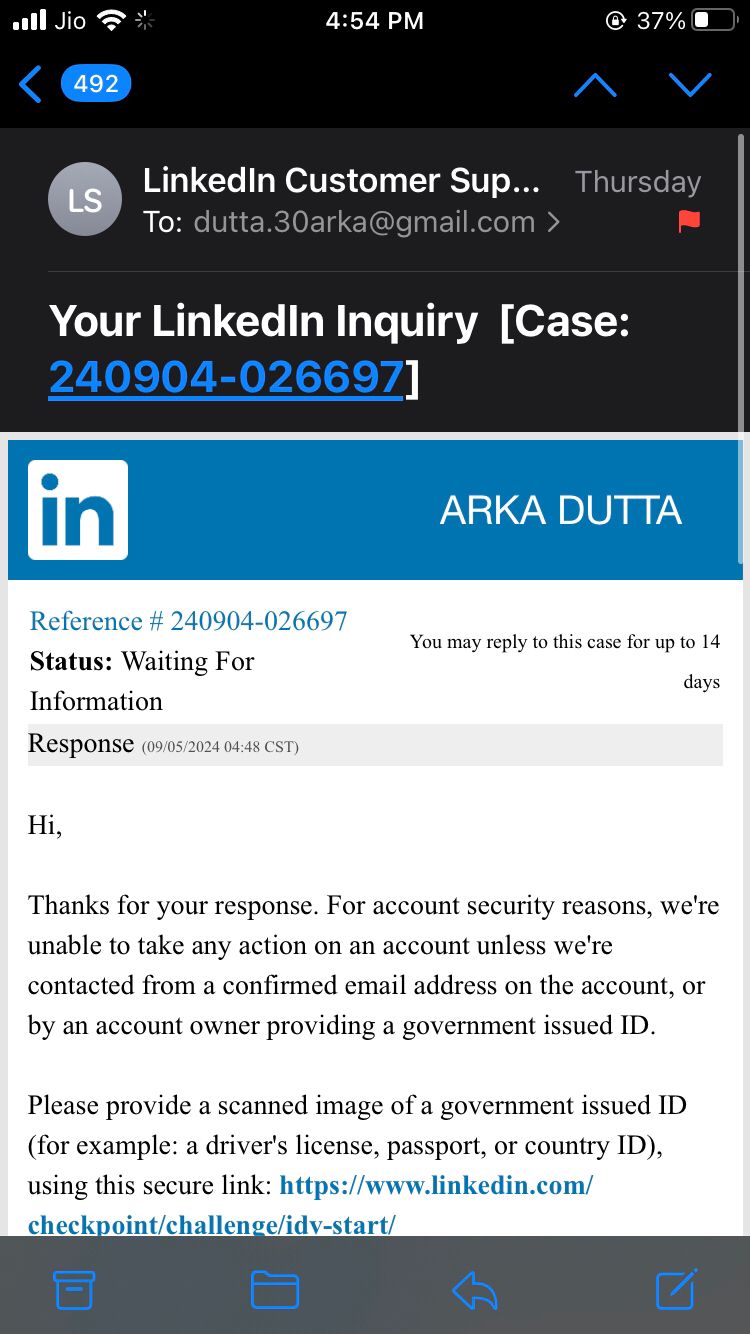 Jio 4:54 PM 37%
492
LS LinkedIn Customer Sup... Thursday
To: dutta.30arka@gmail.com
Your LinkedIn Inquiry [Case:
240904-026697]
in ARKA DUTTA
Reference # 240904-026697
You may reply to this case for up to 14
days
Status: Waiting For
Information
Response (09/05/2024 04:48 CST)
Hi,
Thanks for your response. For account security reasons, we're
unable to take any action on an account unless we're
contacted from a confirmed email address on the account, or
by an account owner providing a government issued ID.
Please provide a scanned image of a government issued ID
(for example: a driver's license, passport, or country ID),
using this secure link: https://www.linkedin.com/
checkpoint/challenge/idv-start/